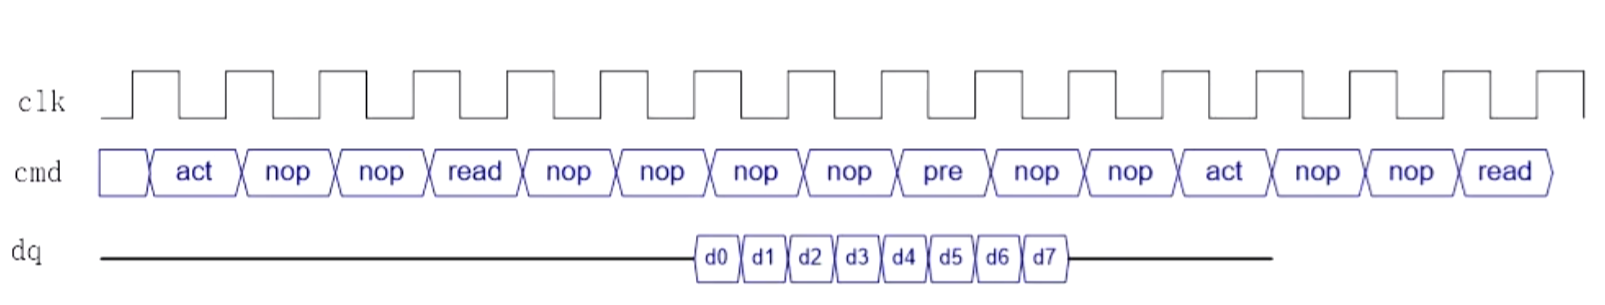 clk
cmd act nop nop read nop nop nop nop pre nop nop act nop nop read
dq d0 d1 d2 d3 d4 d5 d6 d7